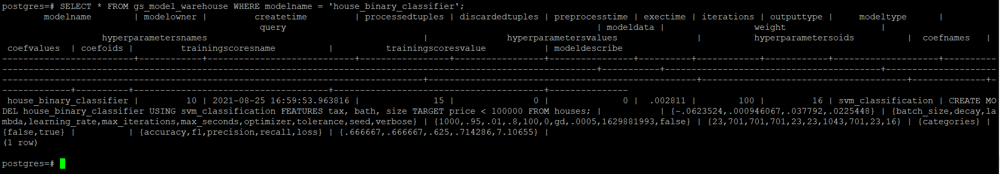 postgres=# SELECT * FROM gs_model_warehouse WHERE modelname = 'house_binary_classifier';
        modelname         | modelowner |         createtime         | processedtuples | discardedtuples | preprocesstime | exectime | iterations | outputtype |     modeltype      |
                                                 query                                                           | modeldata |                 weight                  |
                   hyperparametersnames                                         |               hyperparametersvalues               |          hyperparametersoids          |  coefnames   |
 coefvalues  | coefoids |         trainingscoresname          |          trainingscoresvalue           | modeldescribe
-------------------------+------------+----------------------------+-----------------+-----------------+----------------+----------+------------+------------+--------------------+----------
-----------------------------------------------------------------------------------------------------------------+-----------+-----------------------------------------+---------------------
--------------------------------------------------------------------------------+---------------------------------------------------+---------------------------------------+--------------+-
-------------+----------+-------------------------------------+----------------------------------------+---------------
 house_binary_classifier |         10 | 2021-08-25 16:59:53.963816 |              15 |               0 |              0 |  .002811 |        100 |         16 | svm_classification | CREATE MO
DEL house_binary_classifier USING svm_classification FEATURES tax, bath, size TARGET price < 100000 FROM houses; |           | {-.0623524,.000946067,.037792,.0225448} | {batch_size,decay,la
mbda,learning_rate,max_iterations,max_seconds,optimizer,tolerance,seed,verbose} | {1000,.95,.01,.8,100,0,gd,.0005,1629881993,false} | {23,701,701,701,23,23,1043,701,23,16} | {categories} |
{false,true} |          | {accuracy,f1,precision,recall,loss} | {.666667,.666667,.625,.714286,7.10655} |
(1 row)
postgres=#